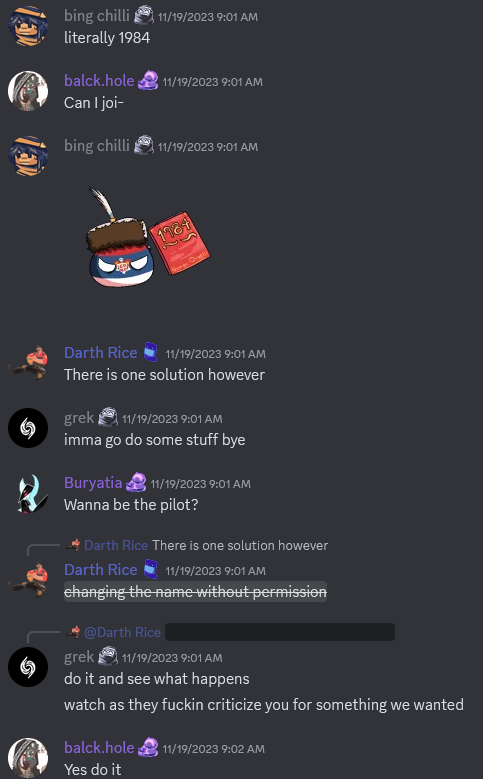 bing chilli 11/19/2023 9:01 AM
literally 1984
balck.hole 11/19/2023 9:01 AM
Can I joi-
bing chilli 11/19/2023 9:01 AM
1984
George Orwell
Darth Rice 11/19/2023 9:01 AM
There is one solution however
grek 11/19/2023 9:01 AM
imma go do some stuff bye
Buryatia 11/19/2023 9:01 AM
Wanna be the pilot?
Darth Rice There is one solution however
Darth Rice 11/19/2023 9:01 AM
changing the name without permission
@Darth Rice
grek 11/19/2023 9:01 AM
do it and see what happens
watch as they fuckin criticize you for something we wanted
balck.hole 11/19/2023 9:02 AM
Yes do it